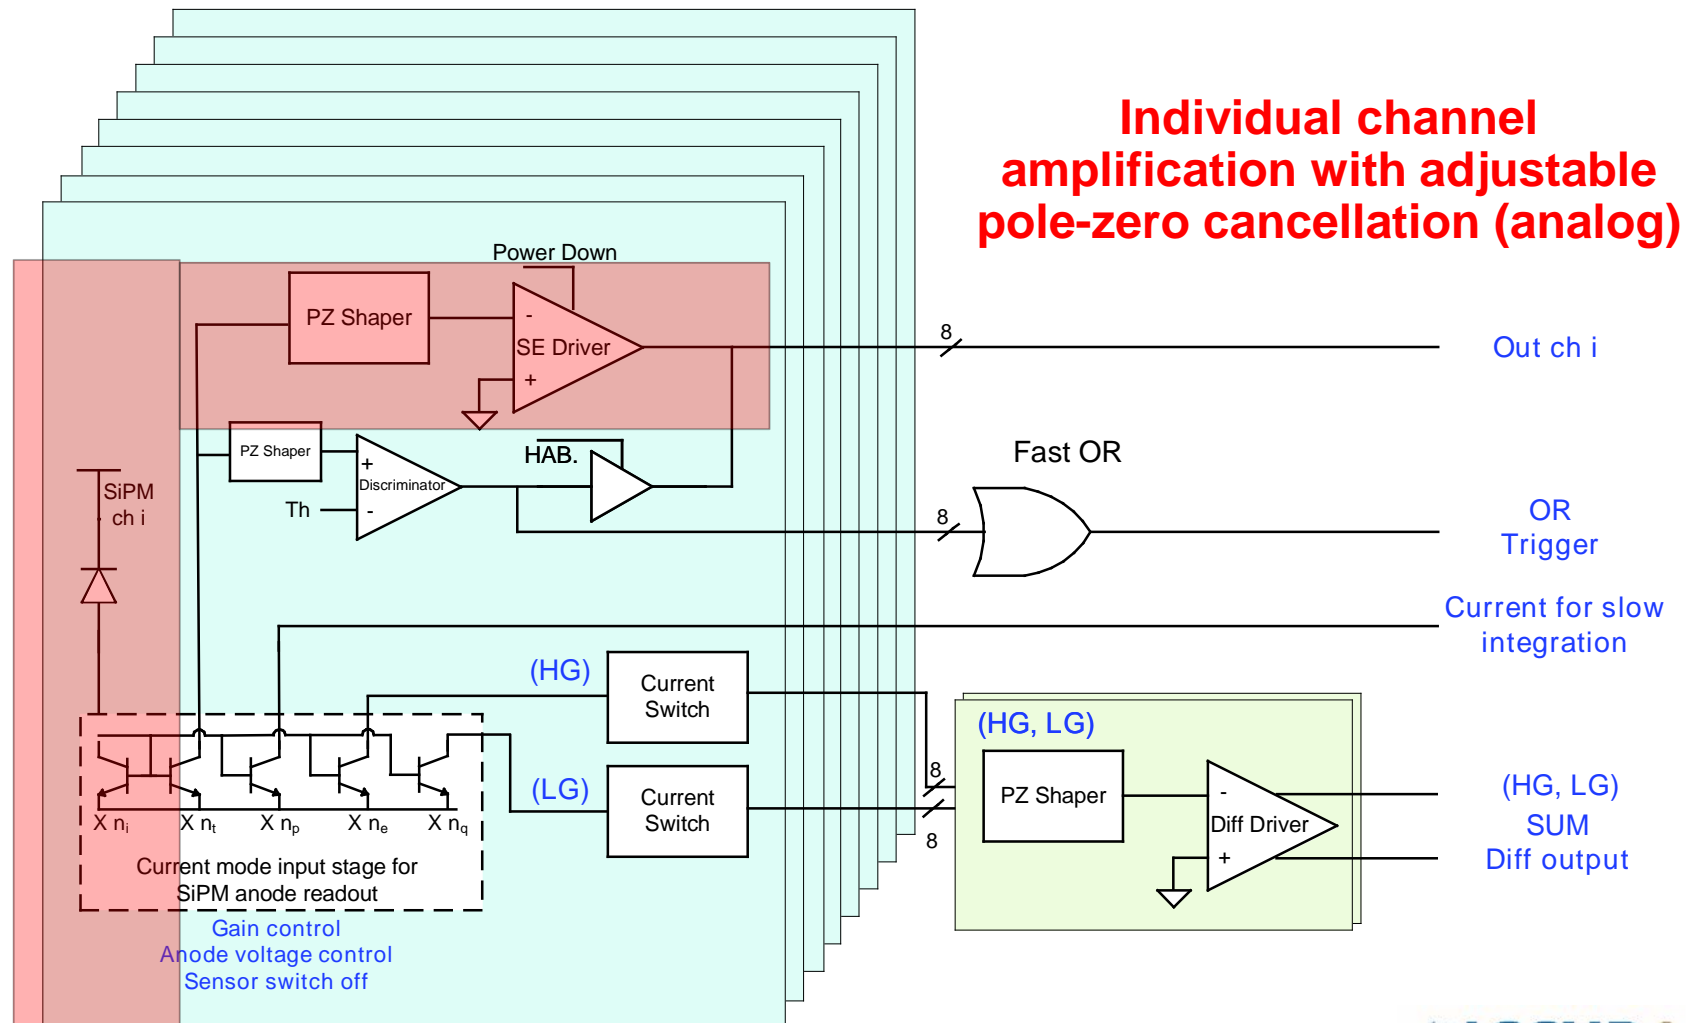 Individual channel
amplification with adjustable
pole-zero cancellation (analog)
Power Down
PZ Shaper
-
SE Driver
+
8
Out ch i
PZ Shaper
+
Discriminator
-
Th
HAB.
Fast OR
8
OR
Trigger
SiPM
ch i
Current for slow
integration
(HG)
Current
Switch
(LG)
Current
Switch
8
8
(HG, LG)
PZ Shaper
-
Diff Driver
+
(HG, LG)
SUM
Diff output
X nᵢ X nₜ X nₚ X nₑ X n_q
Current mode input stage for
SiPM anode readout
Gain control
Anode voltage control
Sensor switch off